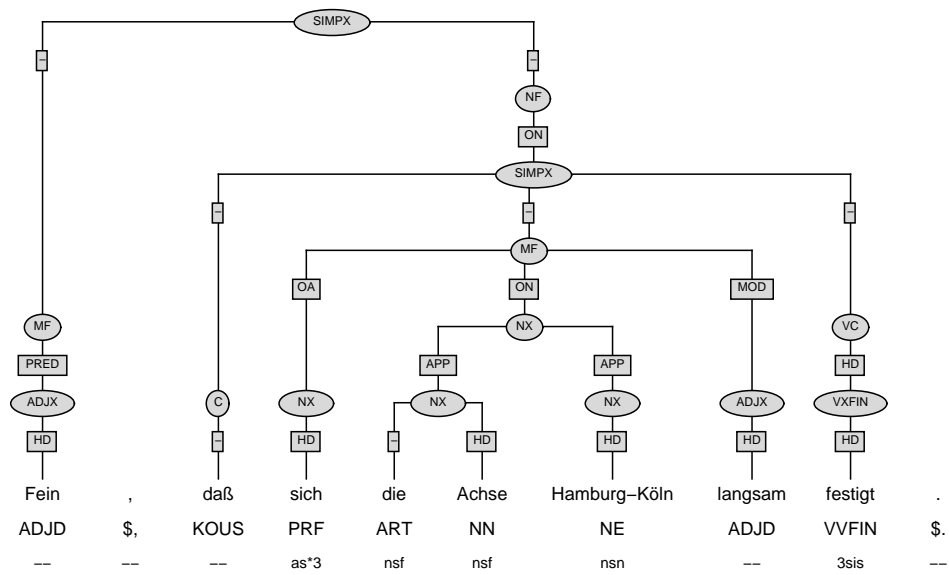 SIMPX
– –
NF
ON
SIMPX
– – –
MF
OA ON MOD
MF NX VC
PRED APP APP HD
ADJX C NX NX NX ADJX VXFIN
HD – HD – HD HD HD HD
Fein , daß sich die Achse Hamburg–Köln langsam festigt .
ADJD $, KOUS PRF ART NN NE ADJD VVFIN $.
–– –– –– as*3 nsf nsf nsn –– 3sis ––